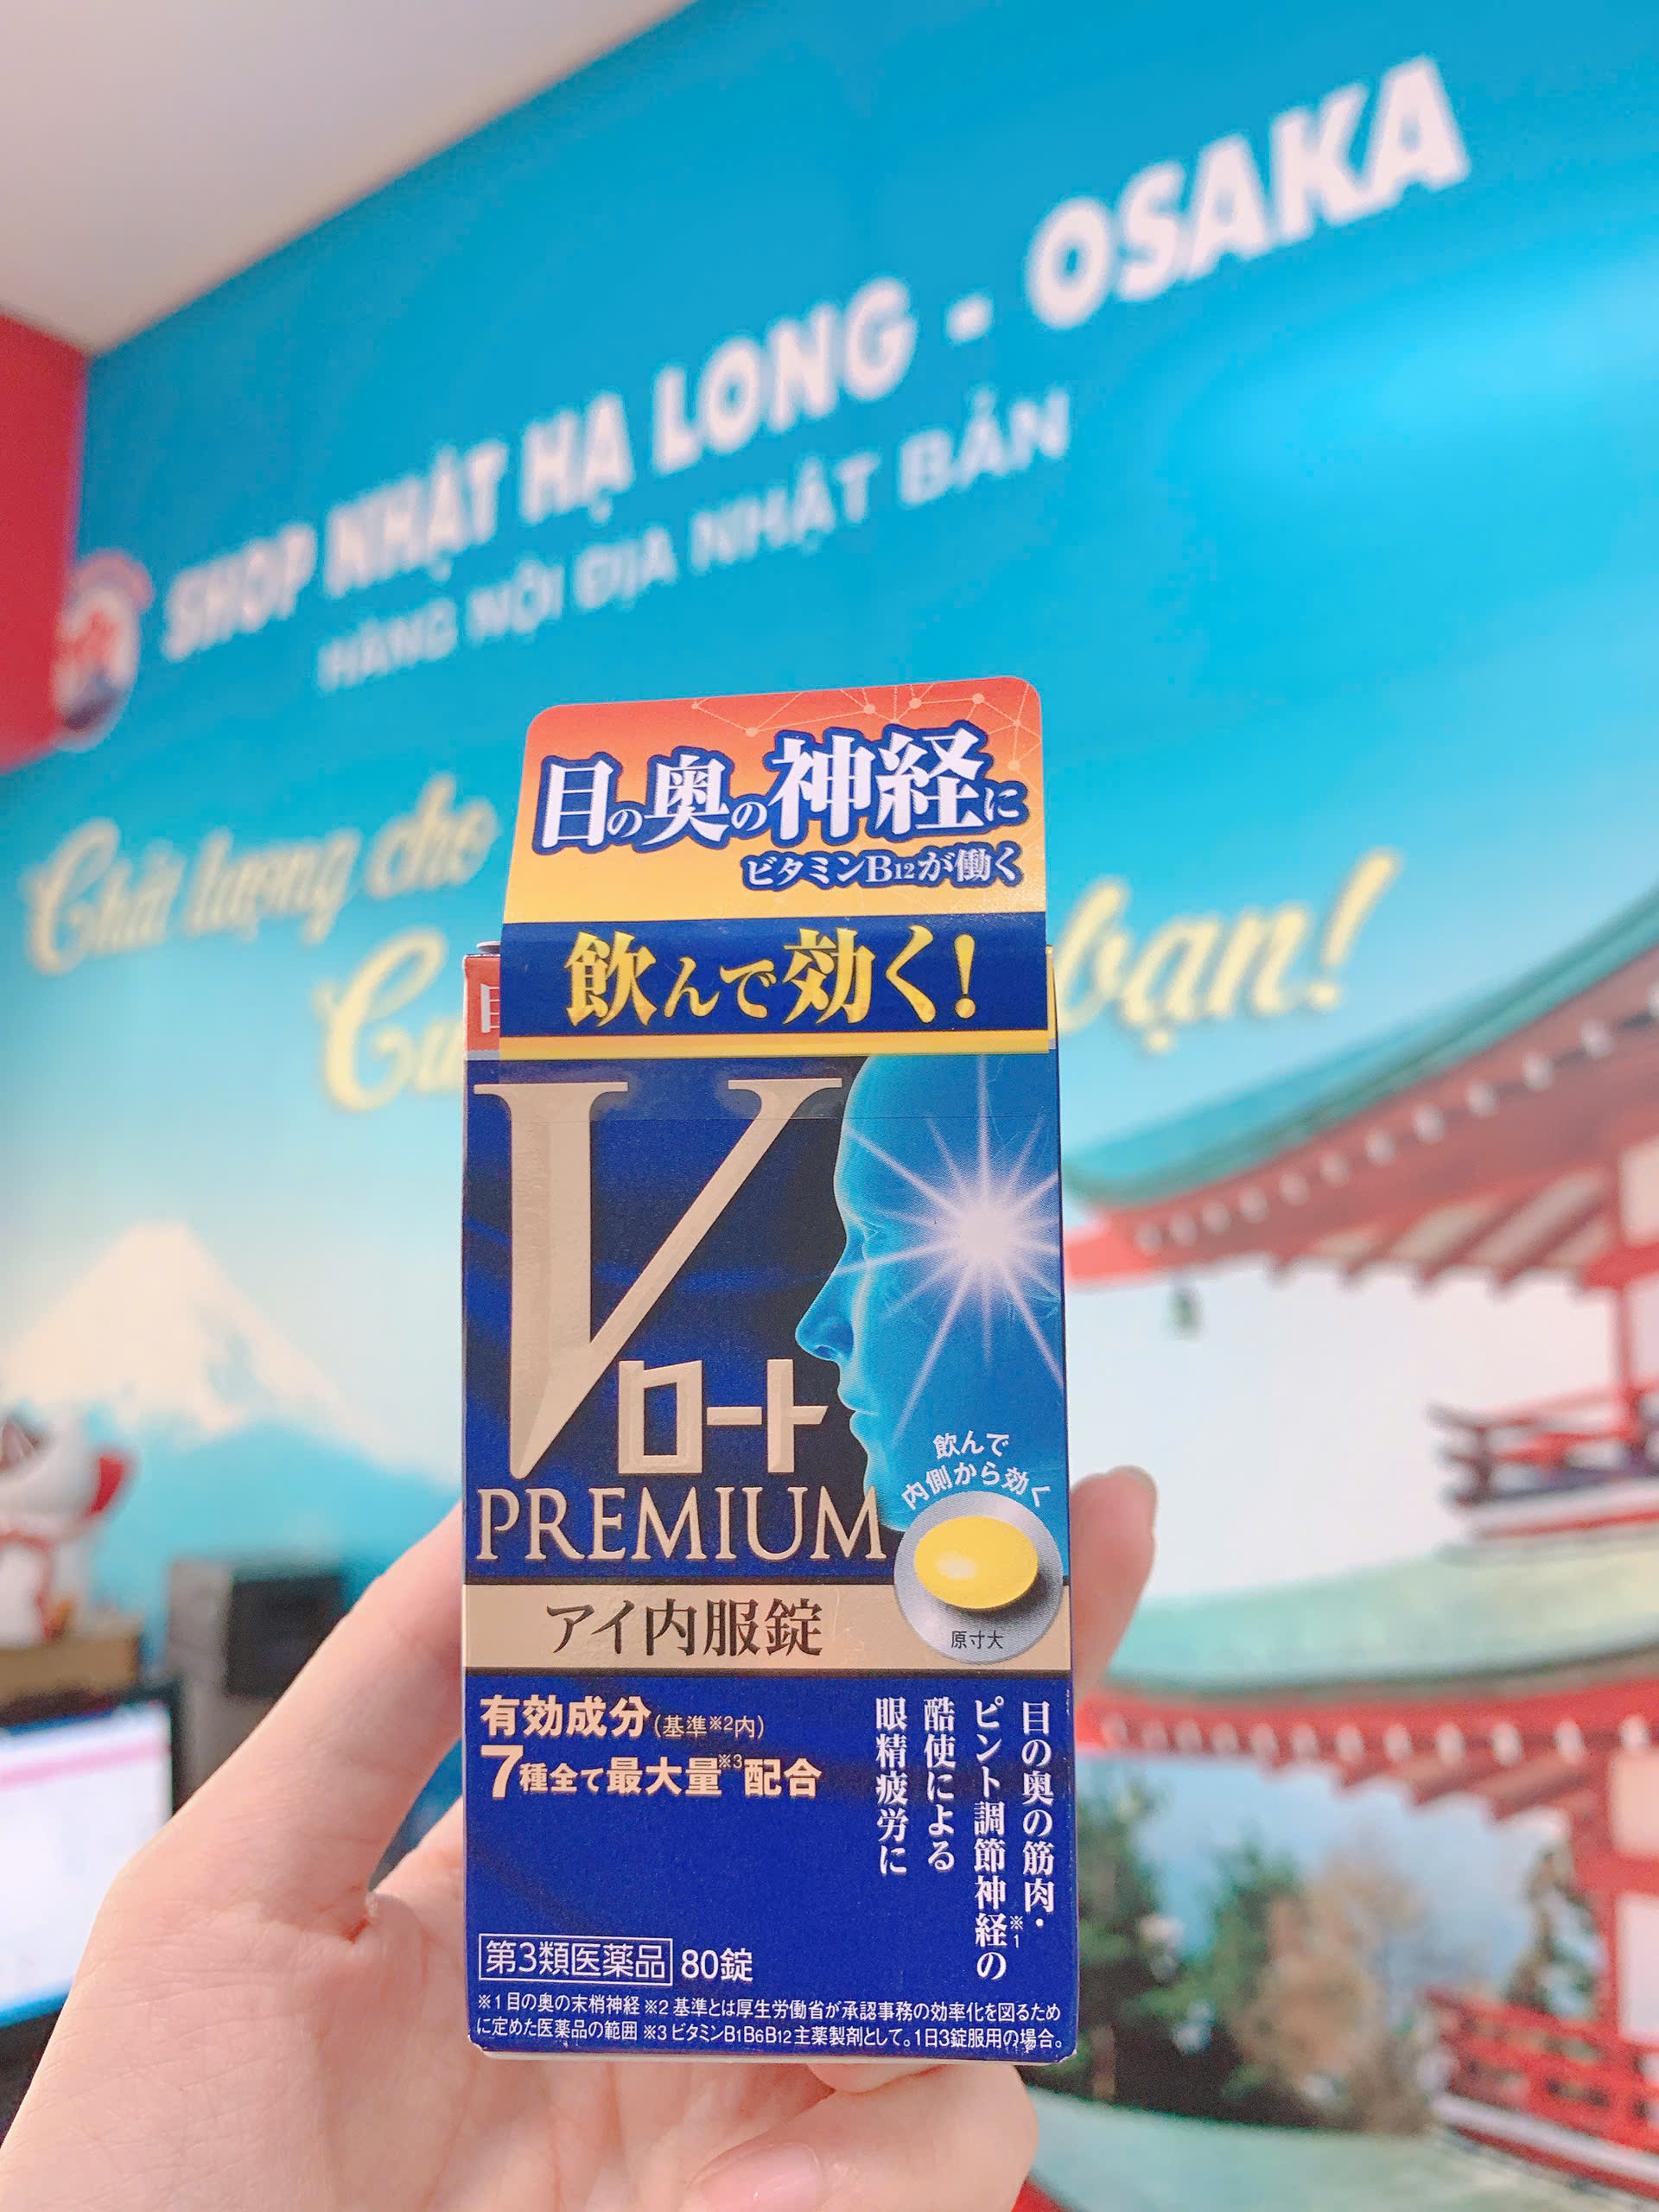 SHOP NHẬT HẠ LONG - OSAKA
HÀNG NỘI ĐỊA NHẬT BẢN
Chất lượng cho
bạn!
目の奥の神経に
ビタミンB12が働く
飲んで効く!
V
ロート
PREMIUM
飲んで
内側から効く
原寸大
アイ内服錠
有効成分(基準※2内)
7種全て最大量※3配合
目の奥の筋肉・
ピント調節神経※1の
酷使による
眼精疲労に
第3類医薬品 80錠
※1 目の奥の末梢神経 ※2 基準とは厚生労働省が承認事務の効率化を図るため
に定めた医薬品の範囲 ※3 ビタミンB1B6B12主薬製剤として。1日3錠服用の場合。